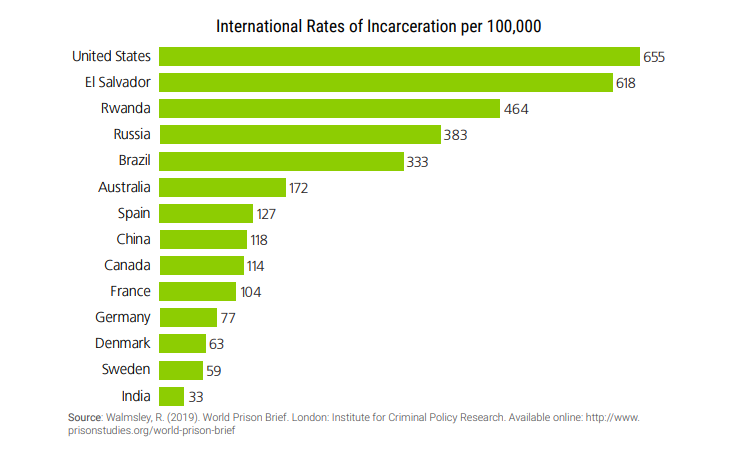 International Rates of Incarceration per 100,000
United States 655
El Salvador 618
Rwanda 464
Russia 383
Brazil 333
Australia 172
Spain 127
China 118
Canada 114
France 104
Germany 77
Denmark 63
Sweden 59
India 33
Source: Walmsley, R. (2019). World Prison Brief. London: Institute for Criminal Policy Research. Available online: http://www.
prisonstudies.org/world-prison-brief